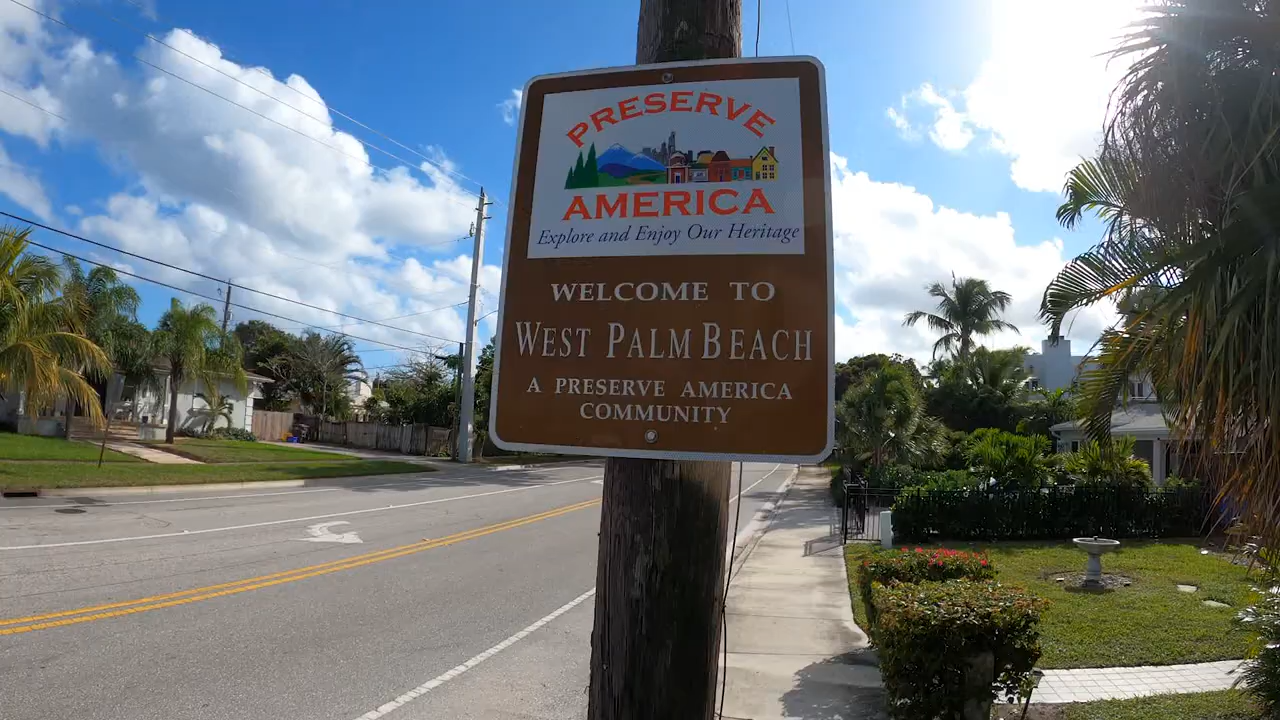 PRESERVE
AMERICA
Explore and Enjoy Our Heritage
WELCOME TO
WEST PALM BEACH
A PRESERVE AMERICA
COMMUNITY